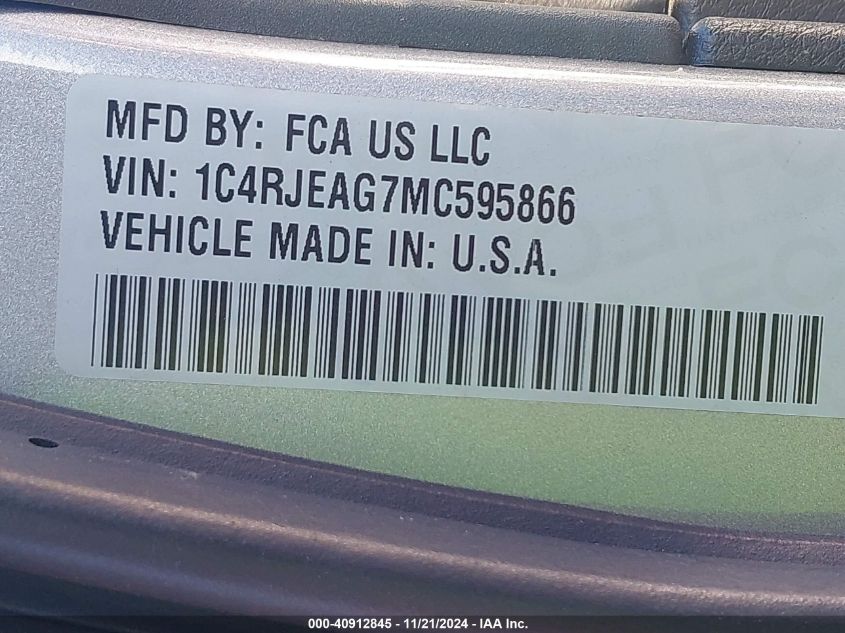 MFD BY: FCA US LLC
VIN: 1C4RJEAG7MC595866
VEHICLE MADE IN: U.S.A.
000-40912845 - 11/21/2024 - IAA Inc.